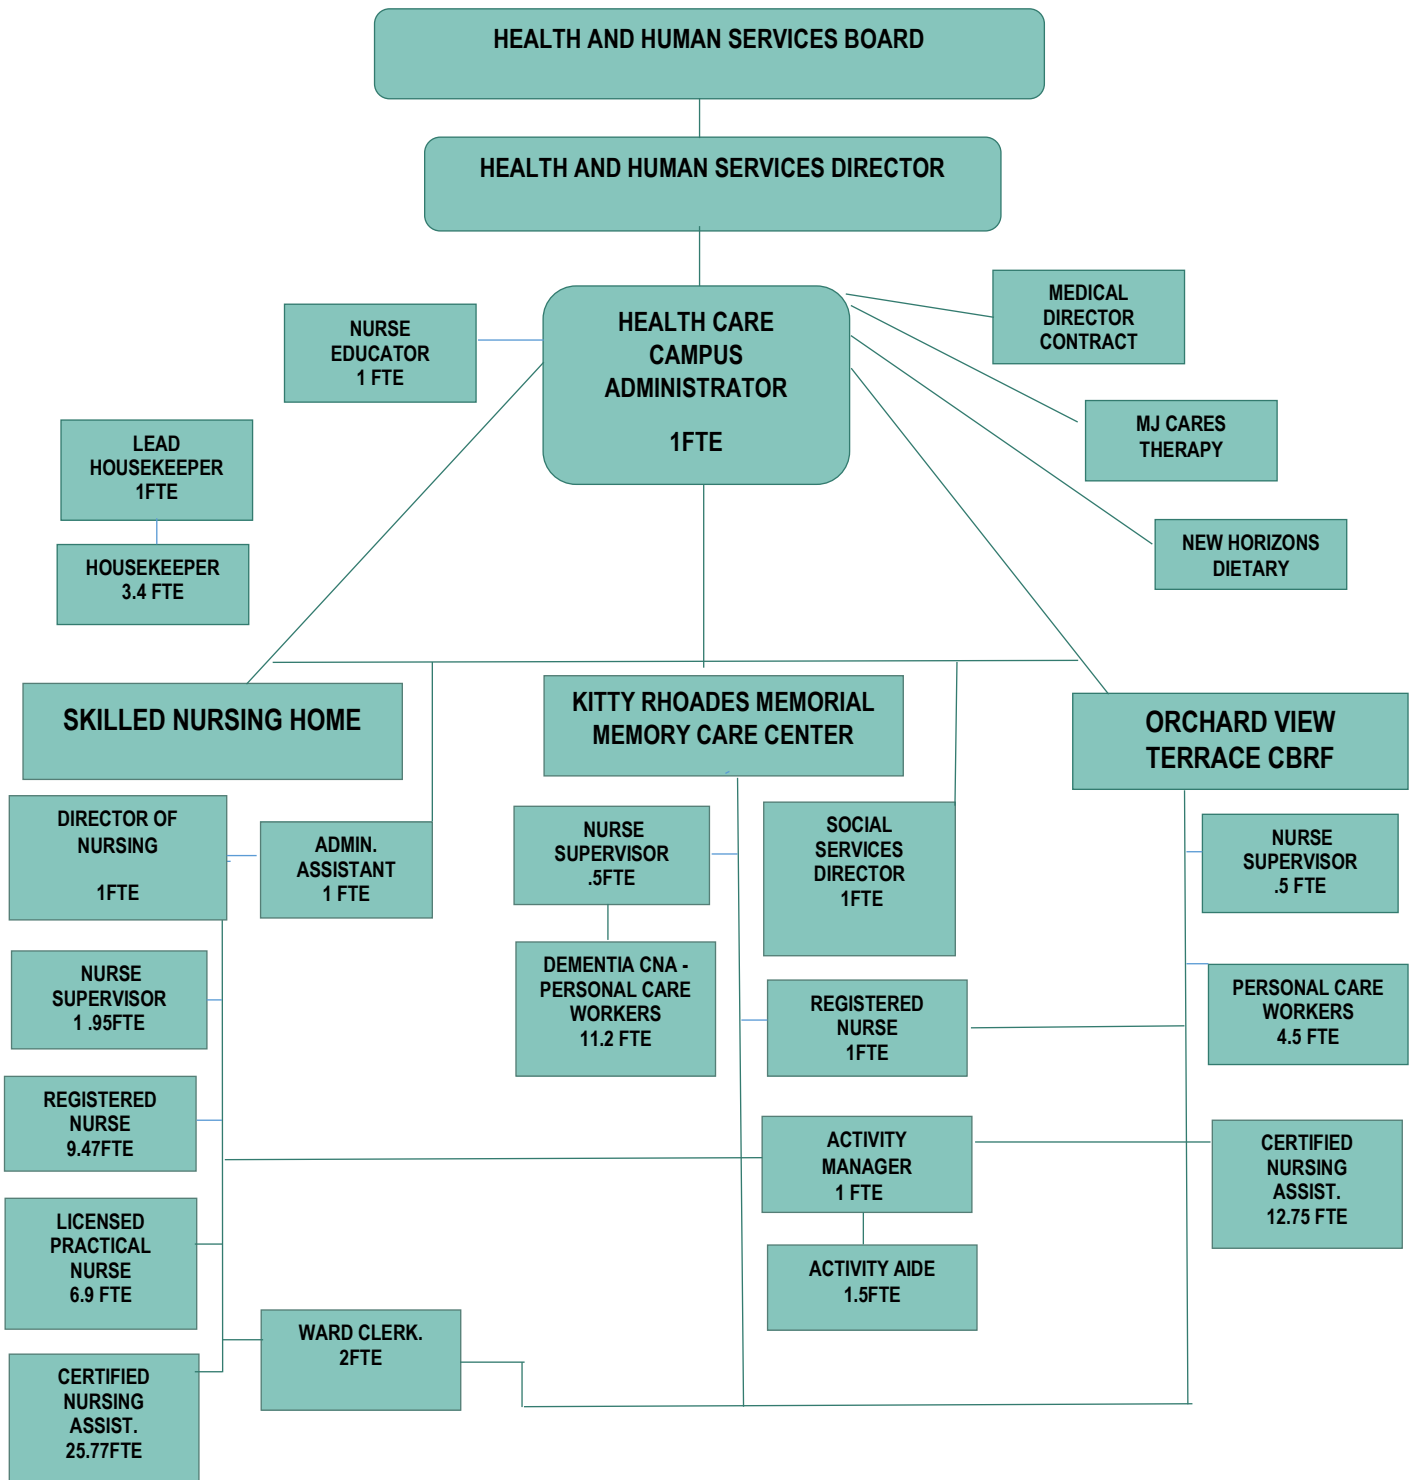 HEALTH AND HUMAN SERVICES BOARD
HEALTH AND HUMAN SERVICES DIRECTOR
HEALTH CARE
CAMPUS
ADMINISTRATOR
1FTE
NURSE
EDUCATOR
1 FTE
MEDICAL
DIRECTOR
CONTRACT
MJ CARES
THERAPY
NEW HORIZONS
DIETARY
LEAD
HOUSEKEEPER
1FTE
HOUSEKEEPER
3.4 FTE
SKILLED NURSING HOME
KITTY RHOADES MEMORIAL
MEMORY CARE CENTER
ORCHARD VIEW
TERRACE CBRF
DIRECTOR OF
NURSING
1FTE
ADMIN.
ASSISTANT
1 FTE
NURSE
SUPERVISOR
.5FTE
SOCIAL
SERVICES
DIRECTOR
1FTE
NURSE
SUPERVISOR
.5 FTE
NURSE
SUPERVISOR
1 .95FTE
DEMENTIA CNA -
PERSONAL CARE
WORKERS
11.2 FTE
REGISTERED
NURSE
1FTE
PERSONAL CARE
WORKERS
4.5 FTE
REGISTERED
NURSE
9.47FTE
ACTIVITY
MANAGER
1 FTE
CERTIFIED
NURSING
ASSIST.
12.75 FTE
LICENSED
PRACTICAL
NURSE
6.9 FTE
ACTIVITY AIDE
1.5FTE
WARD CLERK.
2FTE
CERTIFIED
NURSING
ASSIST.
25.77FTE